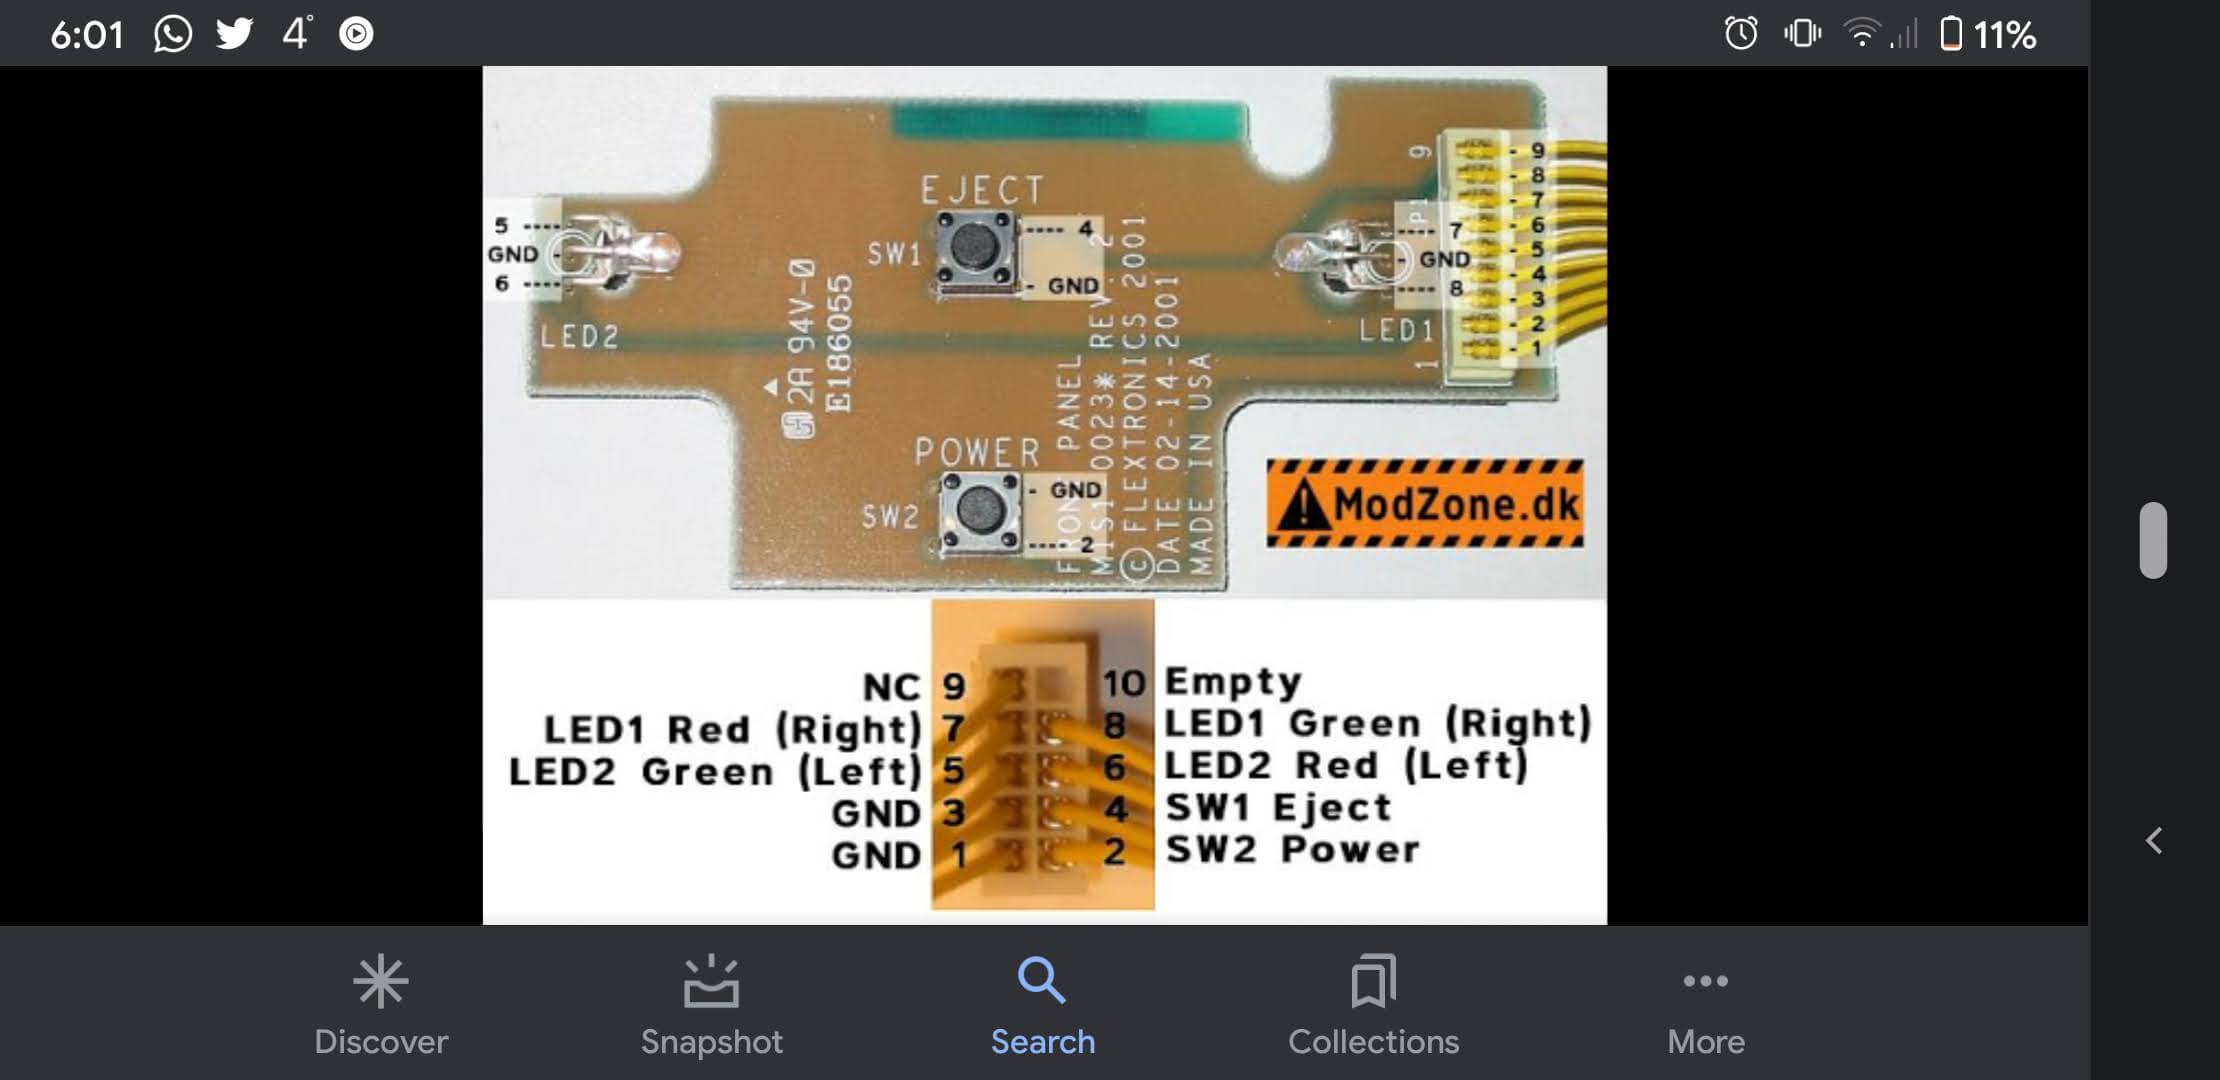 6:01 4° 11%
EJECT
SW1
4
GND
5
GND
6
LED2
2A 94V-0
E186055
9
JP1
7
GND
8
LED1
1
- 9
- 8
- 7
- 6
- 5
- 4
- 3
- 2
- 1
POWER
SW2
GND
2
FRONT PANEL
MIS10023* REV.2
© FLEXTRONICS 2001
DATE 02-14-2001
MADE IN USA
ModZone.dk
NC 9 10 Empty
LED1 Red (Right) 7 8 LED1 Green (Right)
LED2 Green (Left) 5 6 LED2 Red (Left)
GND 3 4 SW1 Eject
GND 1 2 SW2 Power
Discover Snapshot Search Collections More